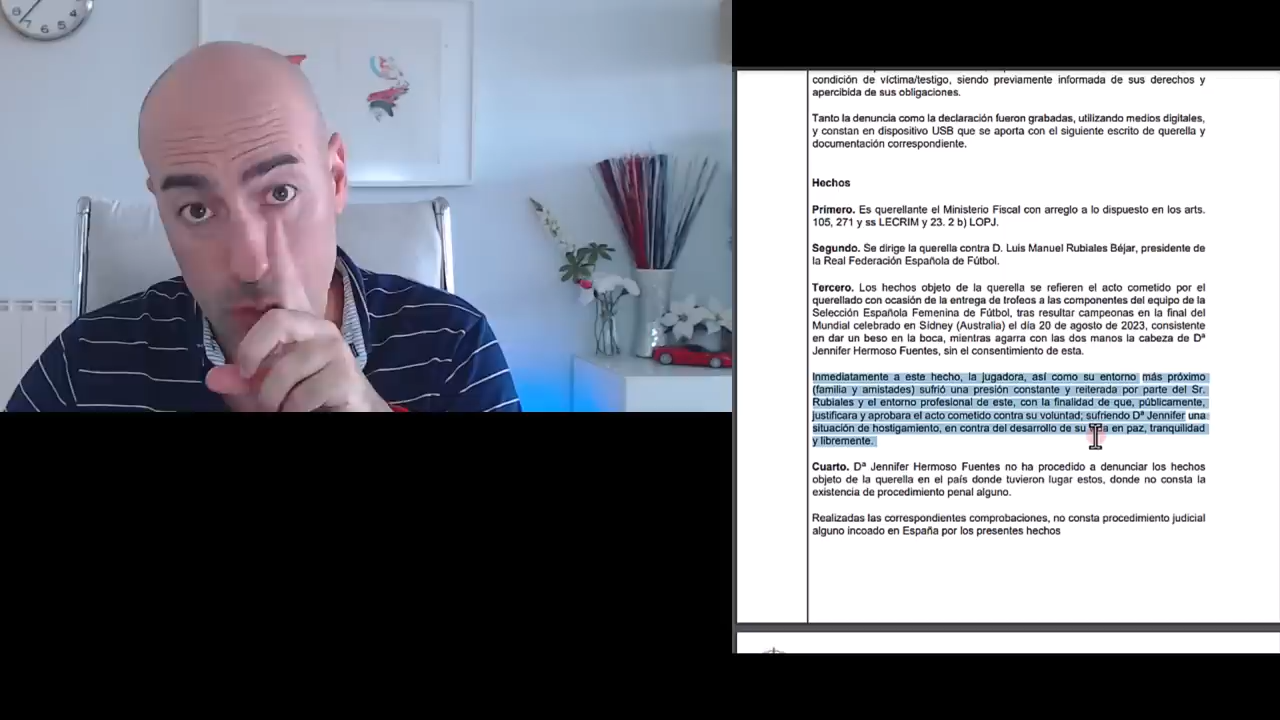 condición de víctima/testigo, siendo previamente informada de sus derechos y
apercibida de sus obligaciones.
Tanto la denuncia como la declaración fueron grabadas, utilizando medios digitales,
y constan en dispositivo USB que se aporta con el siguiente escrito de querella y
documentación correspondiente.
Hechos
Primero. Es querellante el Ministerio Fiscal con arreglo a lo dispuesto en los arts.
105, 271 y ss LECRIM y 23. 2 b) LOPJ.
Segundo. Se dirige la querella contra D. Luis Manuel Rubiales Béjar, presidente de
la Real Federación Española de Fútbol.
Tercero. Los hechos objeto de la querella se refieren el acto cometido por el
querellado con ocasión de la entrega de trofeos a las componentes del equipo de la
Selección Española Femenina de Fútbol, tras resultar campeonas en la final del
Mundial celebrado en Sídney (Australia) el día 20 de agosto de 2023, consistente
en dar un beso en la boca, mientras agarra con las dos manos la cabeza de Dª
Jennifer Hermoso Fuentes, sin el consentimiento de esta.
Inmediatamente a este hecho, la jugadora, así como su entorno más próximo
(familia y amistades) sufrió una presión constante y reiterada por parte del Sr.
Rubiales y el entorno profesional de este, con la finalidad de que, públicamente,
justificara y aprobara el acto cometido contra su voluntad; sufriendo Dª Jennifer una
situación de hostigamiento, en contra del desarrollo de su en paz, tranquilidad
y libremente.
Cuarto. Dª Jennifer Hermoso Fuentes no ha procedido a denunciar los hechos
objeto de la querella en el país donde tuvieron lugar estos, donde no consta la
existencia de procedimiento penal alguno.
Realizadas las correspondientes comprobaciones, no consta procedimiento judicial
alguno incoado en España por los presentes hechos